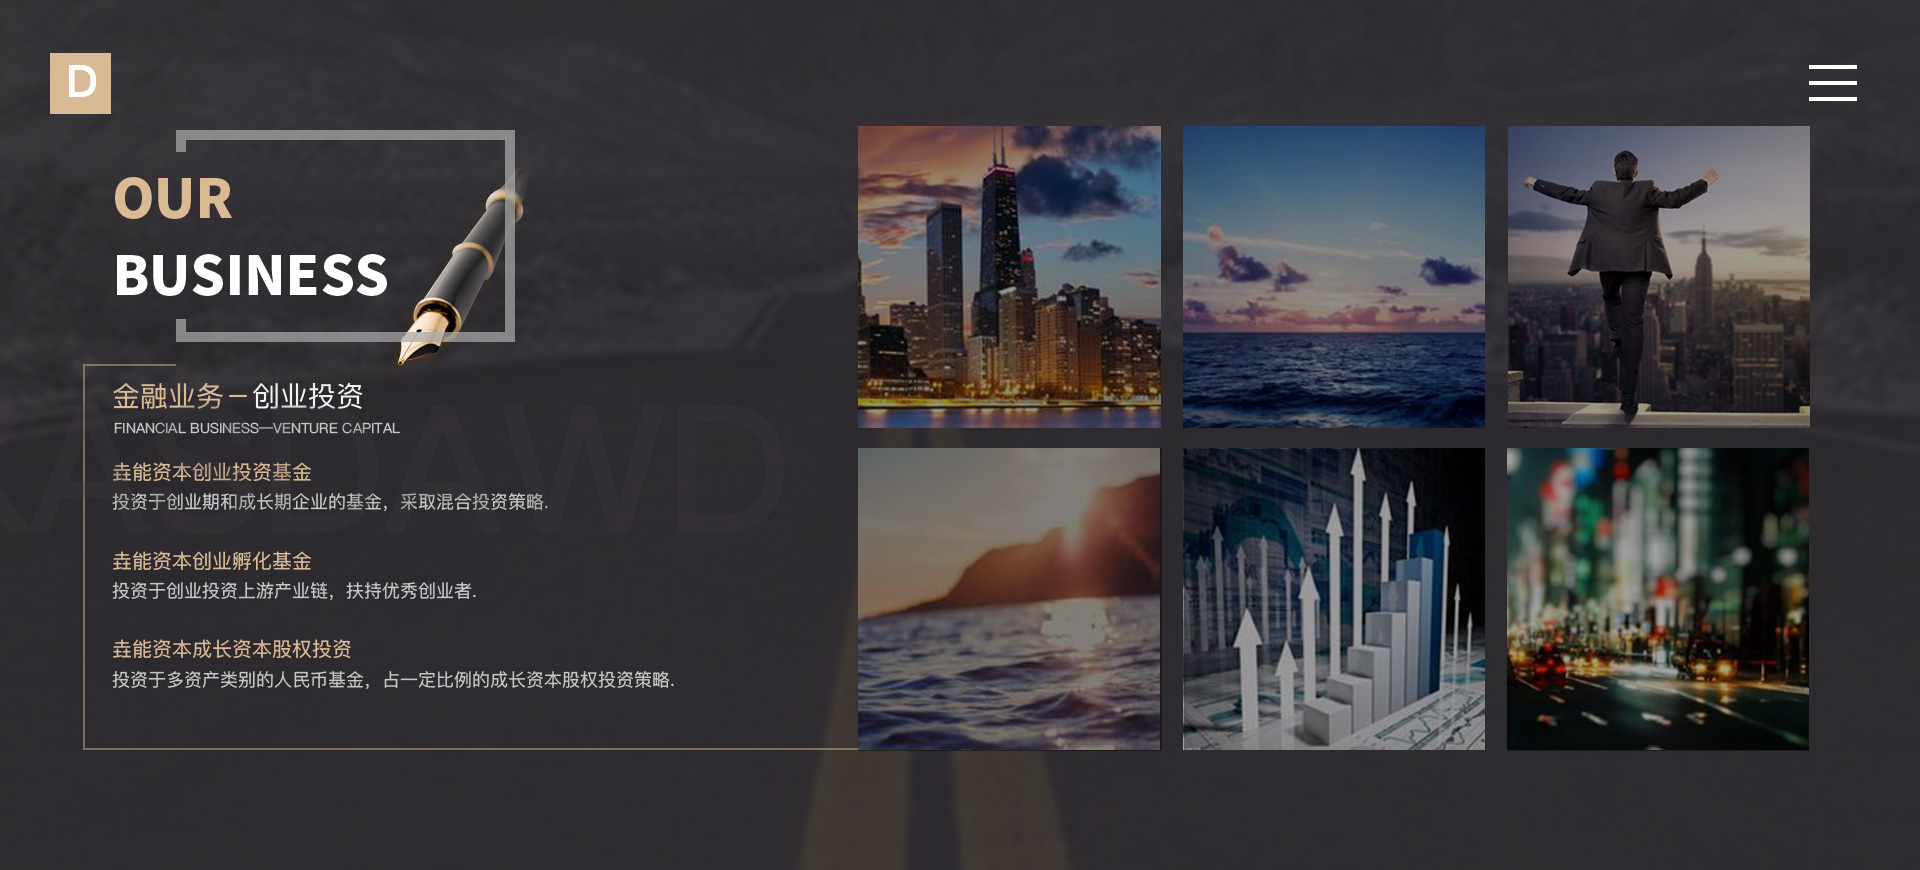 D
OUR
BUSINESS
金融业务－创业投资
FINANCIAL BUSINESS—VENTURE CAPITAL
垚能资本创业投资基金
投资于创业期和成长期企业的基金，采取混合投资策略.
垚能资本创业孵化基金
投资于创业投资上游产业链，扶持优秀创业者.
垚能资本成长资本股权投资
投资于多资产类别的人民币基金，占一定比例的成长资本股权投资策略.
ASDAWD